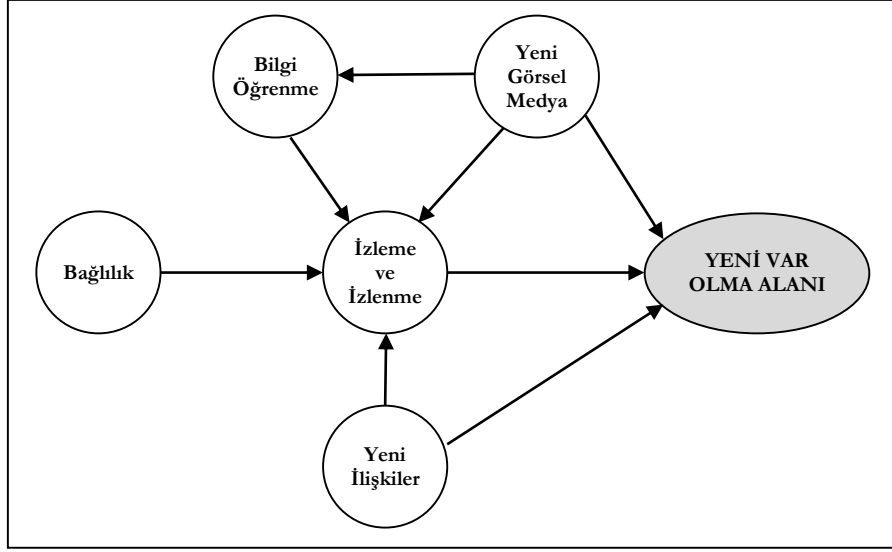 Bilgi
Öğrenme
Yeni
Görsel
Medya
Bağlılık
İzleme
ve
İzlenme
YENİ VAR
OLMA ALANI
Yeni
İlişkiler